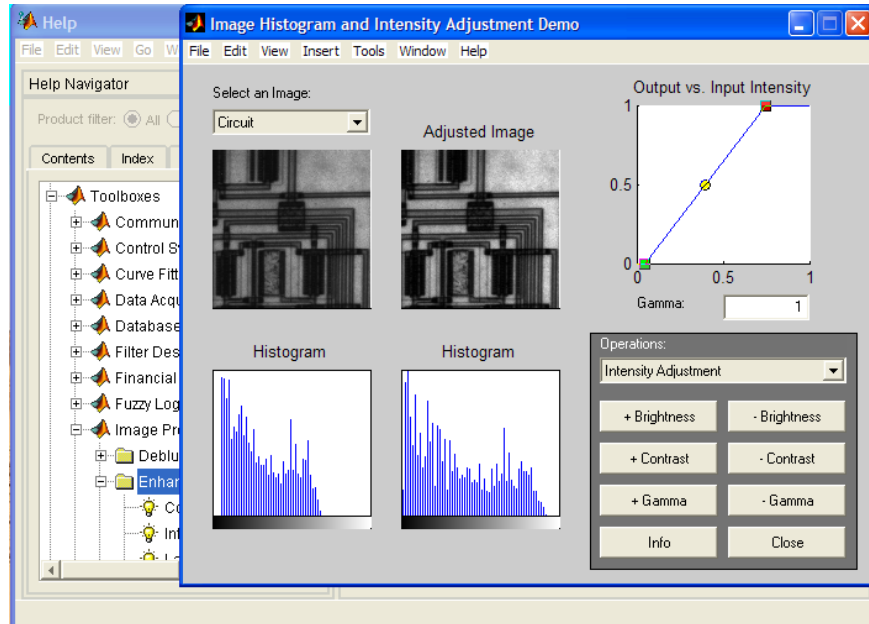 Help
File Edit View Go W
Help Navigator
Product filter: All
Contents Index
Toolboxes
Commun
Control Sy
Curve Fitt
Data Acqu
Database
Filter Des
Financial
Fuzzy Log
Image Pro
Deblu
Enhan
Image Histogram and Intensity Adjustment Demo
File Edit View Insert Tools Window Help
Select an Image:
Circuit
Adjusted Image
Output vs. Input Intensity
1
0.5
0
0 0.5 1
Gamma: 1
Histogram Histogram
Operations:
Intensity Adjustment
+ Brightness - Brightness
+ Contrast - Contrast
+ Gamma - Gamma
Info Close